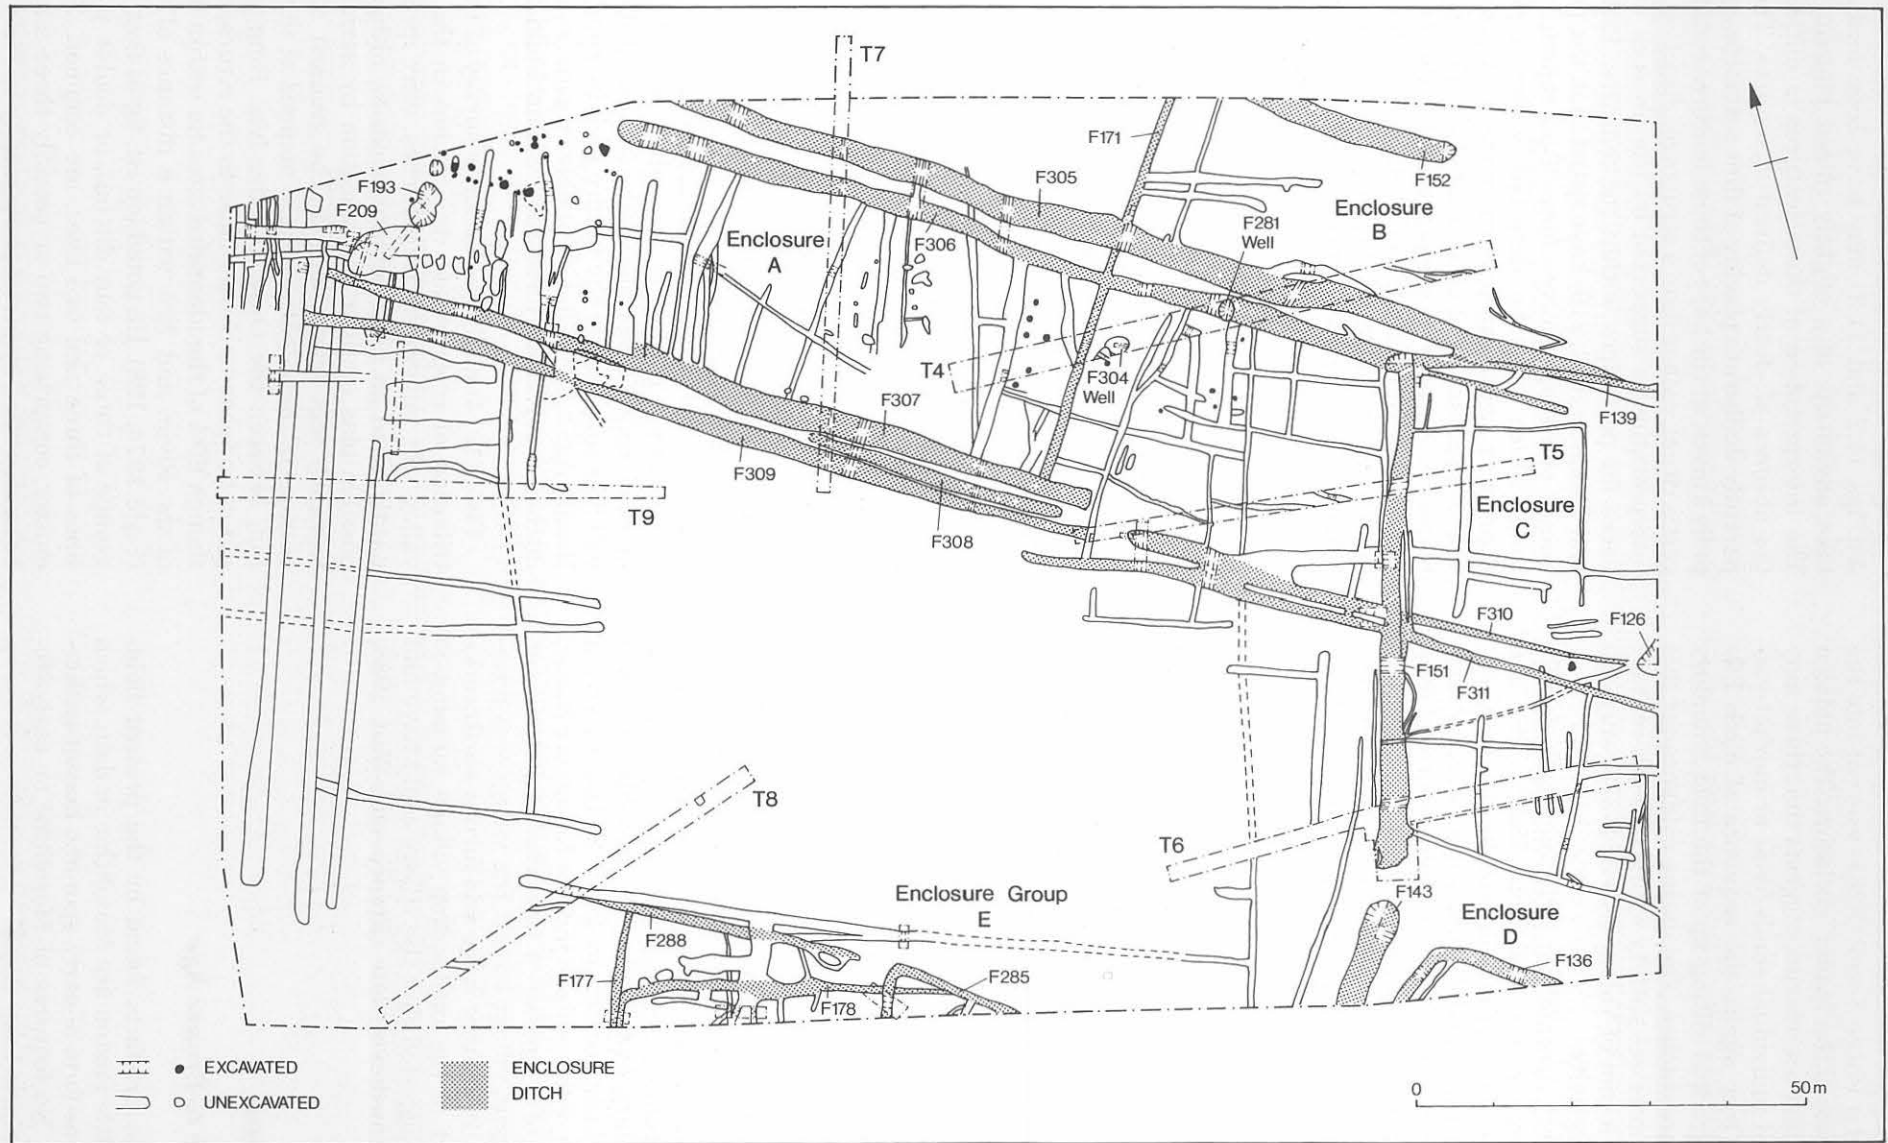 T7
F171
F193
F209
F305
F152
Enclosure
A
F306
Enclosure
B
F281
Well
T4
F304
Well
F139
F307
F309
T5
Enclosure
C
T9
F308
F310
F126
F151
F311
T8
T6
Enclosure Group
E
F143
Enclosure
D
F288
F177
F285
F136
F178
EXCAVATED
UNEXCAVATED
ENCLOSURE
DITCH
0
50m